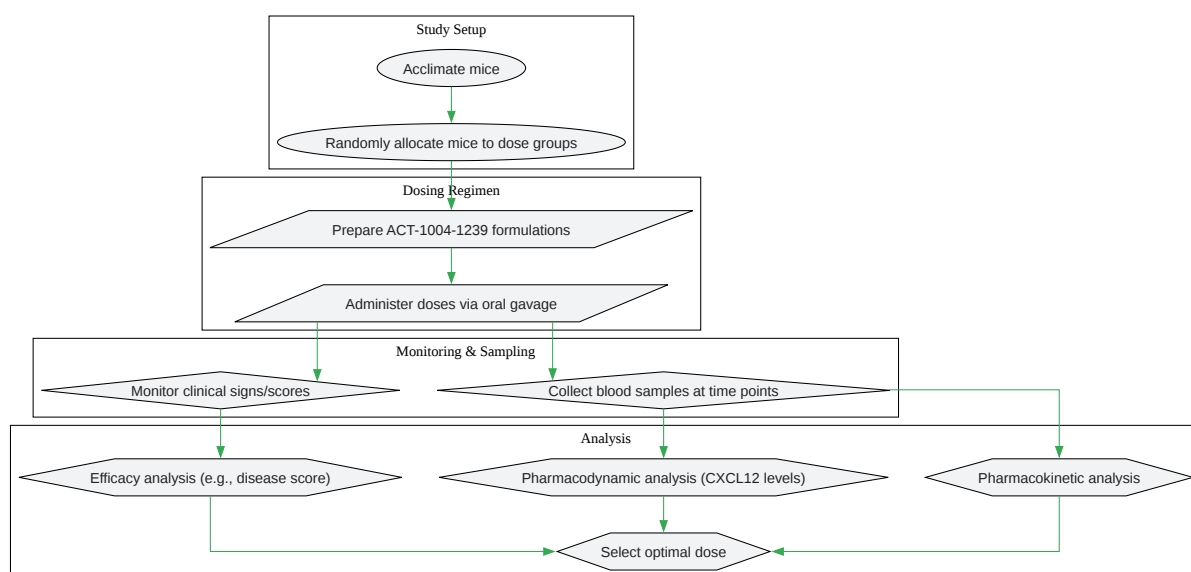 Study Setup
Acclimate mice
Randomly allocate mice to dose groups
Dosing Regimen
Prepare ACT-1004-1239 formulations
Administer doses via oral gavage
Monitoring & Sampling
Monitor clinical signs/scores
Collect blood samples at time points
Analysis
Efficacy analysis (e.g., disease score)
Pharmacodynamic analysis (CXCL12 levels)
Pharmacokinetic analysis
Select optimal dose